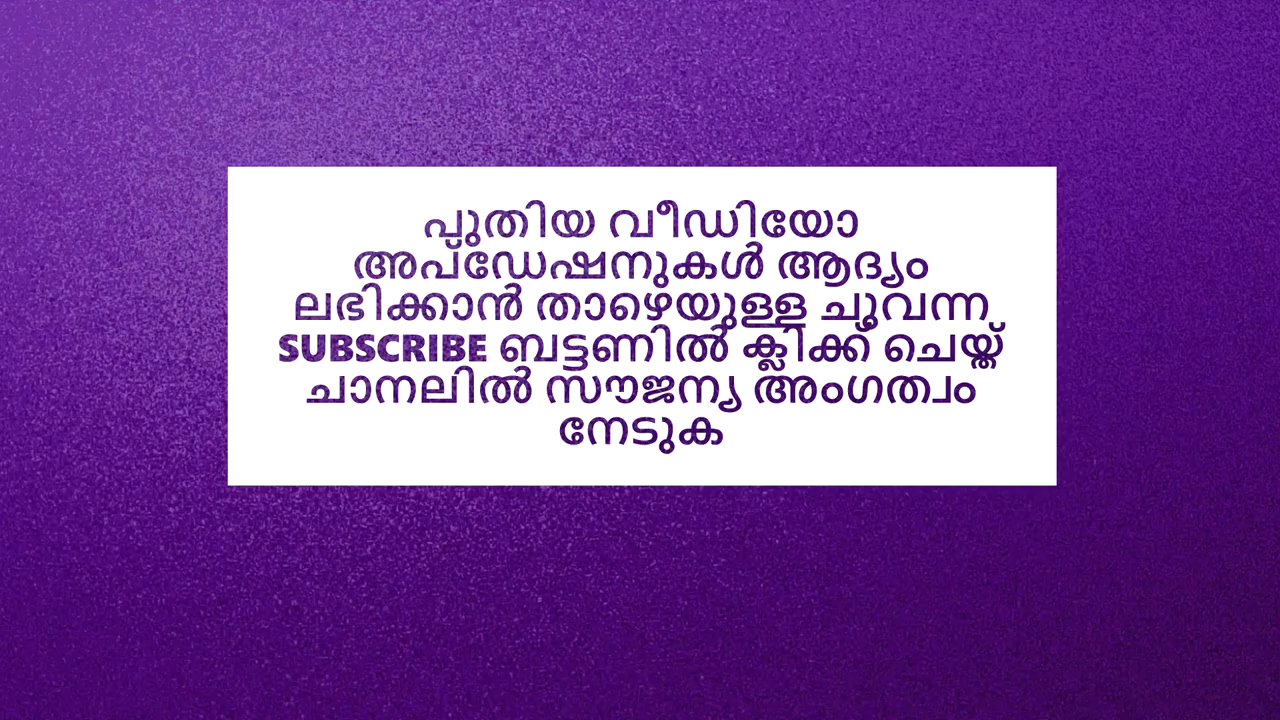 പുതിയ വീഡിയോ
അപ്ഡേഷനുകൾ ആദ്യം
ലഭിക്കാൻ താഴെയുള്ള ചുവന്ന
SUBSCRIBE ബട്ടണിൽ ക്ലിക്ക് ചെയ്ത്
ചാനലിൽ സൗജന്യ അംഗത്വം
നേടുക